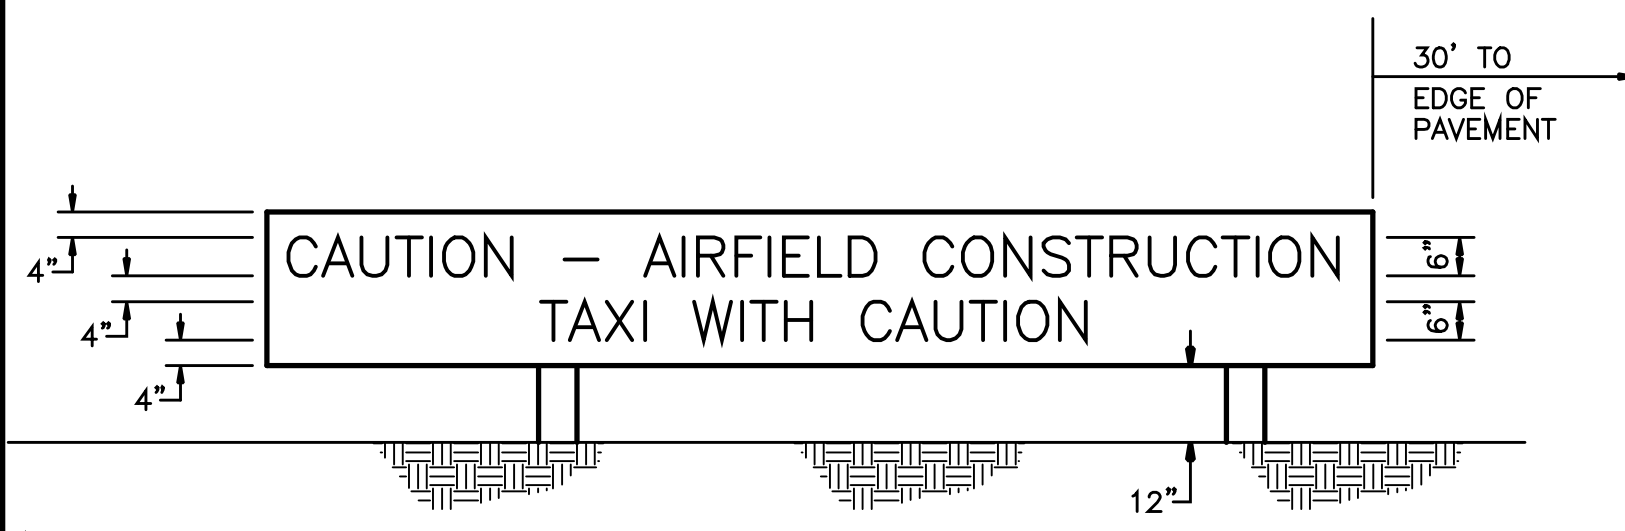 30' TO
EDGE OF
PAVEMENT
4"
4"
4"
CAUTION - AIRFIELD CONSTRUCTION
TAXI WITH CAUTION
6"
6"
12"